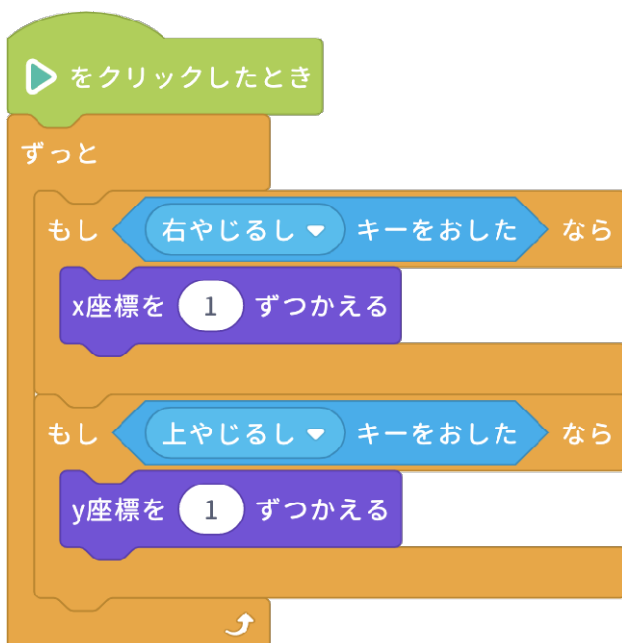 をクリックしたとき
ずっと
もし 右やじるし キーをおした なら
x座標を 1 ずつかえる
もし 上やじるし キーをおした なら
y座標を 1 ずつかえる